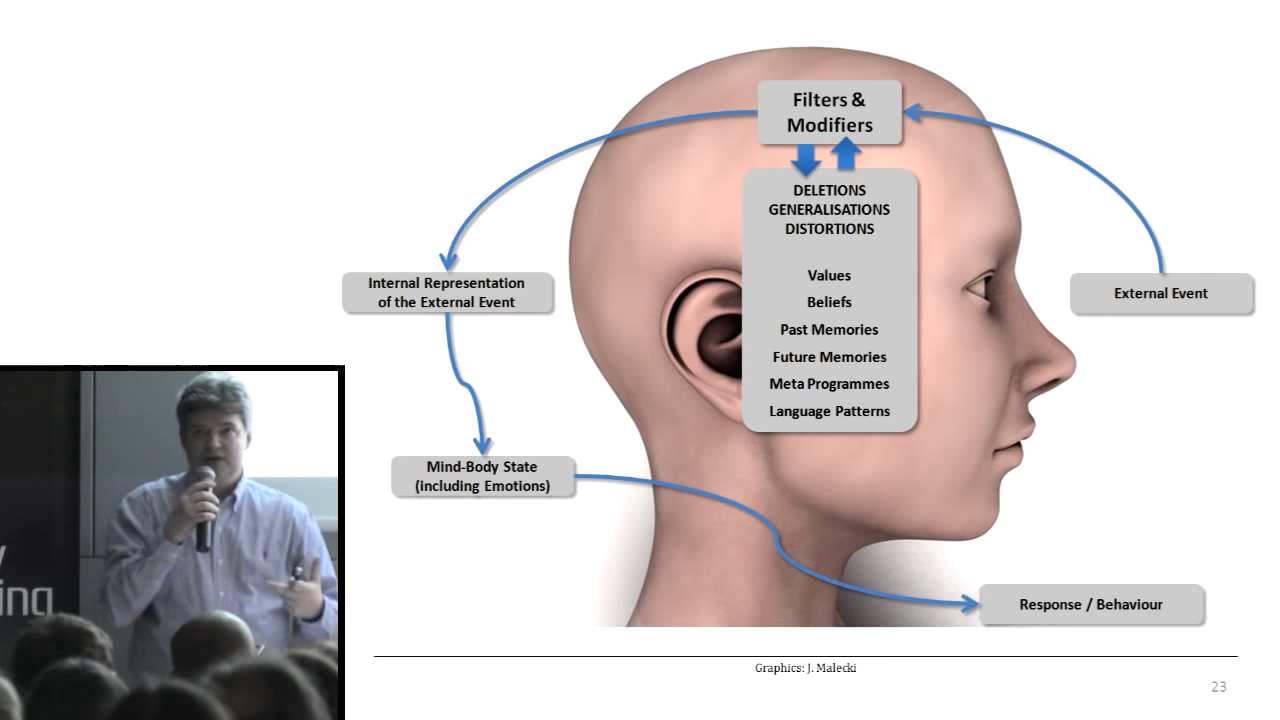 Filters &
Modifiers
DELETIONS
GENERALISATIONS
DISTORTIONS
Values
Beliefs
Past Memories
Future Memories
Meta Programmes
Language Patterns
Internal Representation
of the External Event
External Event
Mind-Body State
(including Emotions)
Response / Behaviour
Graphics: J. Malecki
23